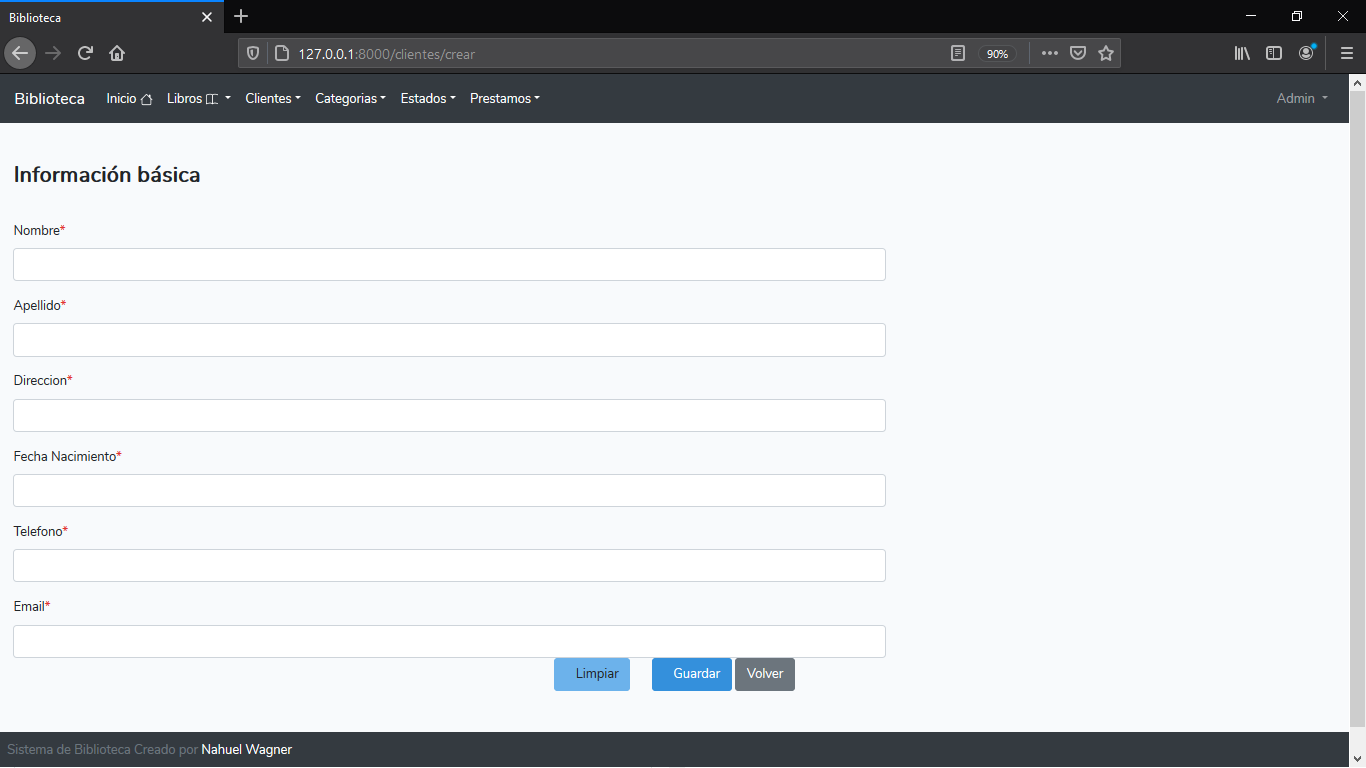 Biblioteca
127.0.0.1:8000/clientes/crear 90%
Biblioteca Inicio Libros Clientes Categorias Estados Prestamos Admin
Información básica
Nombre*
Apellido*
Direccion*
Fecha Nacimiento*
Telefono*
Email*
Limpiar Guardar Volver
Sistema de Biblioteca Creado por Nahuel Wagner